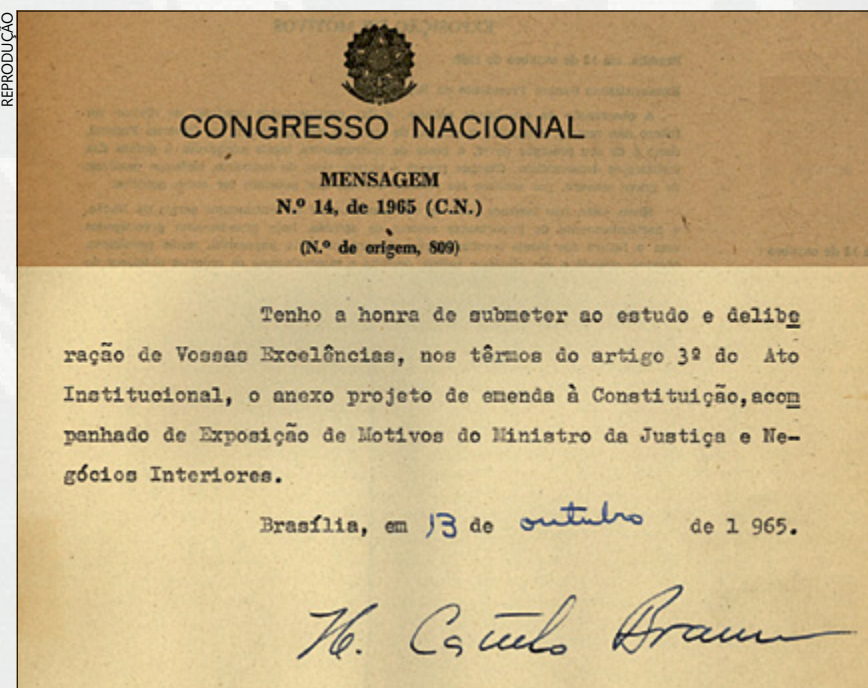 REPRODUÇÃO
CONGRESSO NACIONAL
MENSAGEM
N.º 14, de 1965 (C.N.)
(N.º de origem, 809)
Tenho a honra de submeter ao estudo e delibe
ração de Vossas Excelências, nos têrmos do artigo 3º do Ato
Institucional, o anexo projeto de emenda à Constituição,acom
panhado de Exposição de Motivos do Ministro da Justiça e Ne-
gócios Interiores.
Brasília, em 13 de outubro de 1 965.
H. Castelo Branco